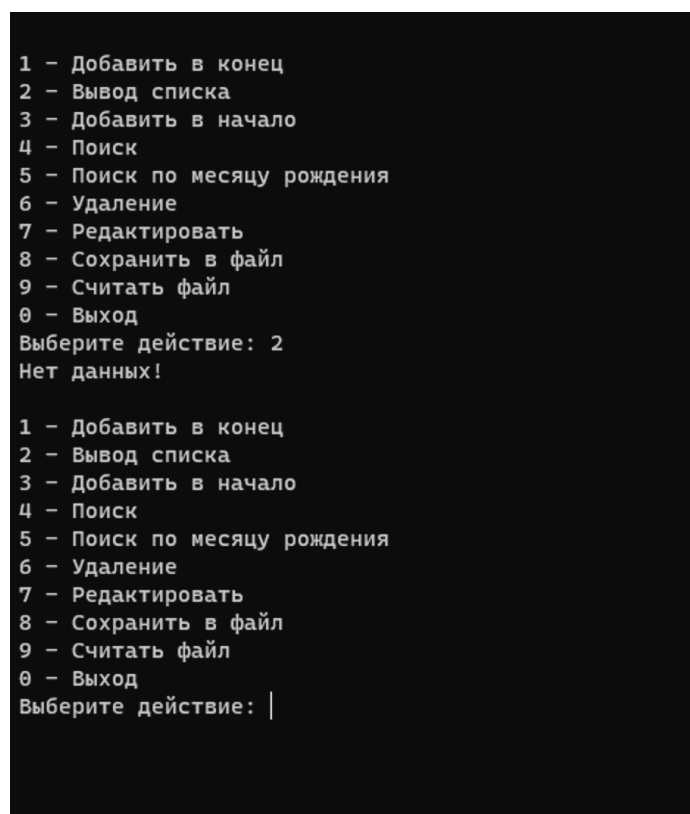 1 - Добавить в конец
2 - Вывод списка
3 - Добавить в начало
4 - Поиск
5 - Поиск по месяцу рождения
6 - Удаление
7 - Редактировать
8 - Сохранить в файл
9 - Считать файл
0 - Выход
Выберите действие: 2
Нет данных!
1 - Добавить в конец
2 - Вывод списка
3 - Добавить в начало
4 - Поиск
5 - Поиск по месяцу рождения
6 - Удаление
7 - Редактировать
8 - Сохранить в файл
9 - Считать файл
0 - Выход
Выберите действие: